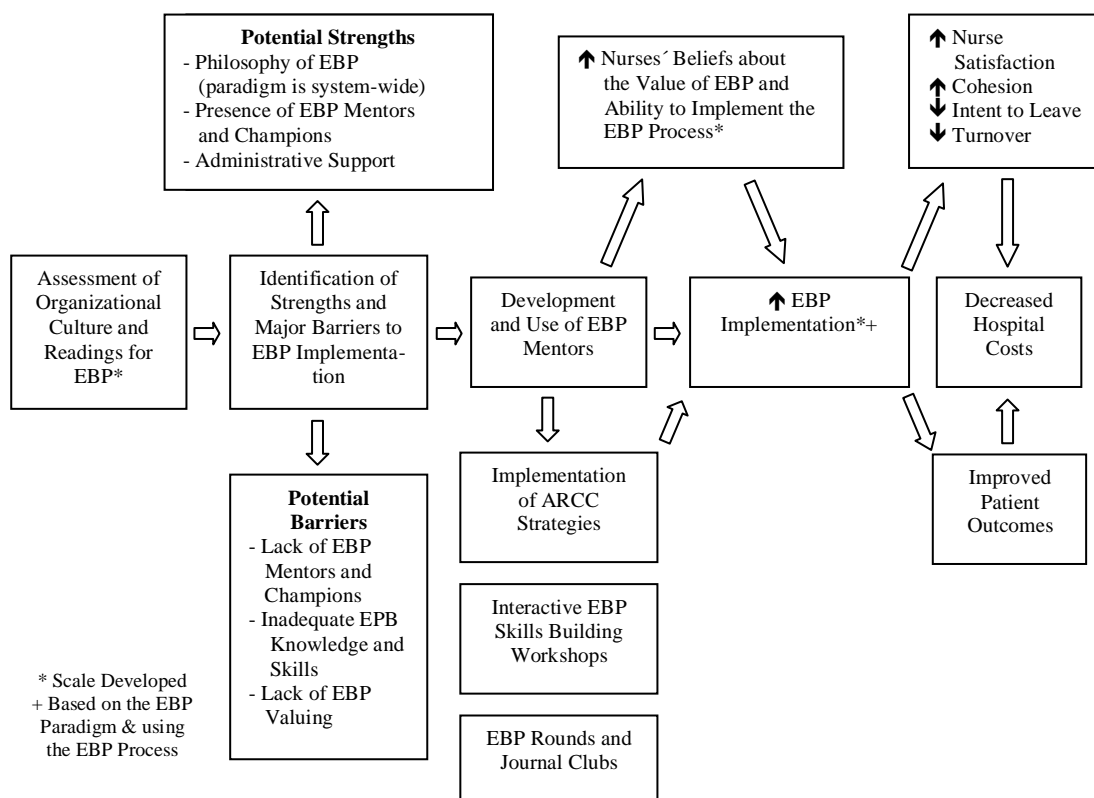 Potential Strengths
- Philosophy of EBP
(paradigm is system-wide)
- Presence of EBP Mentors
and Champions
- Administrative Support
↑ Nurses´ Beliefs about
the Value of EBP and
Ability to Implement the
EBP Process*
↑ Nurse
Satisfaction
↑ Cohesion
↓ Intent to Leave
↓ Turnover
Assessment of
Organizational
Culture and
Readings for
EBP*
Identification of
Strengths and
Major Barriers to
EBP Implementa-
tion
Development
and Use of EBP
Mentors
↑ EBP
Implementation*+
Decreased
Hospital
Costs
Potential
Barriers
- Lack of EBP
Mentors and
Champions
- Inadequate EPB
Knowledge and
Skills
- Lack of EBP
Valuing
Implementation
of ARCC
Strategies
Improved
Patient
Outcomes
Interactive EBP
Skills Building
Workshops
EBP Rounds and
Journal Clubs
* Scale Developed
+ Based on the EBP
Paradigm & using
the EBP Process